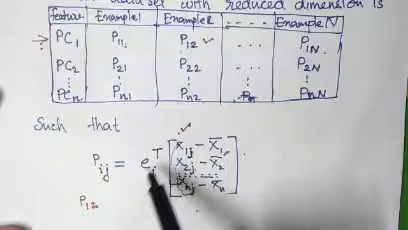 dataset with reduced dimension is
Feature Example1 Example2 ---- Example N
PC1 P11 P12 ... P1N
PC2 P21 P22 ... P2N
⋮ ⋮ ⋮ ⋮
PCn Pn1 Pn2 PnN
Such that
Pij = eiT [ x1j - x̄1
x2j - x̄2
xnj - x̄n ]
P12